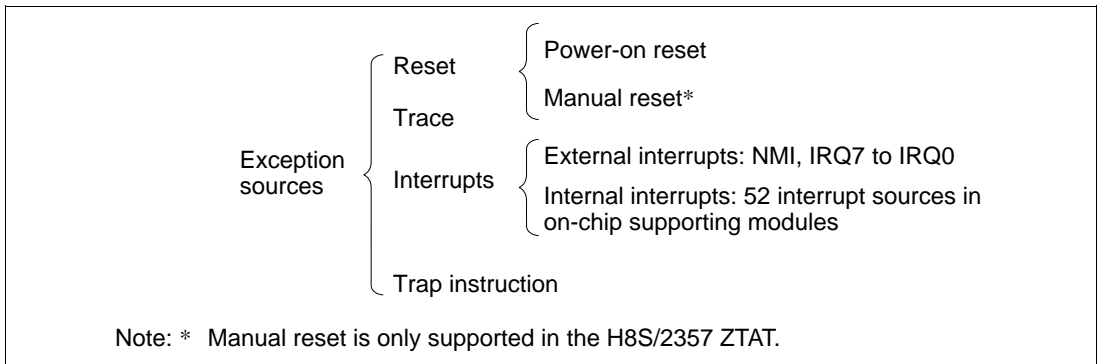 Exception
sources
Reset
Power-on reset
Manual reset*
Trace
Interrupts
External interrupts: NMI, IRQ7 to IRQ0
Internal interrupts: 52 interrupt sources in
on-chip supporting modules
Trap instruction
Note: * Manual reset is only supported in the H8S/2357 ZTAT.